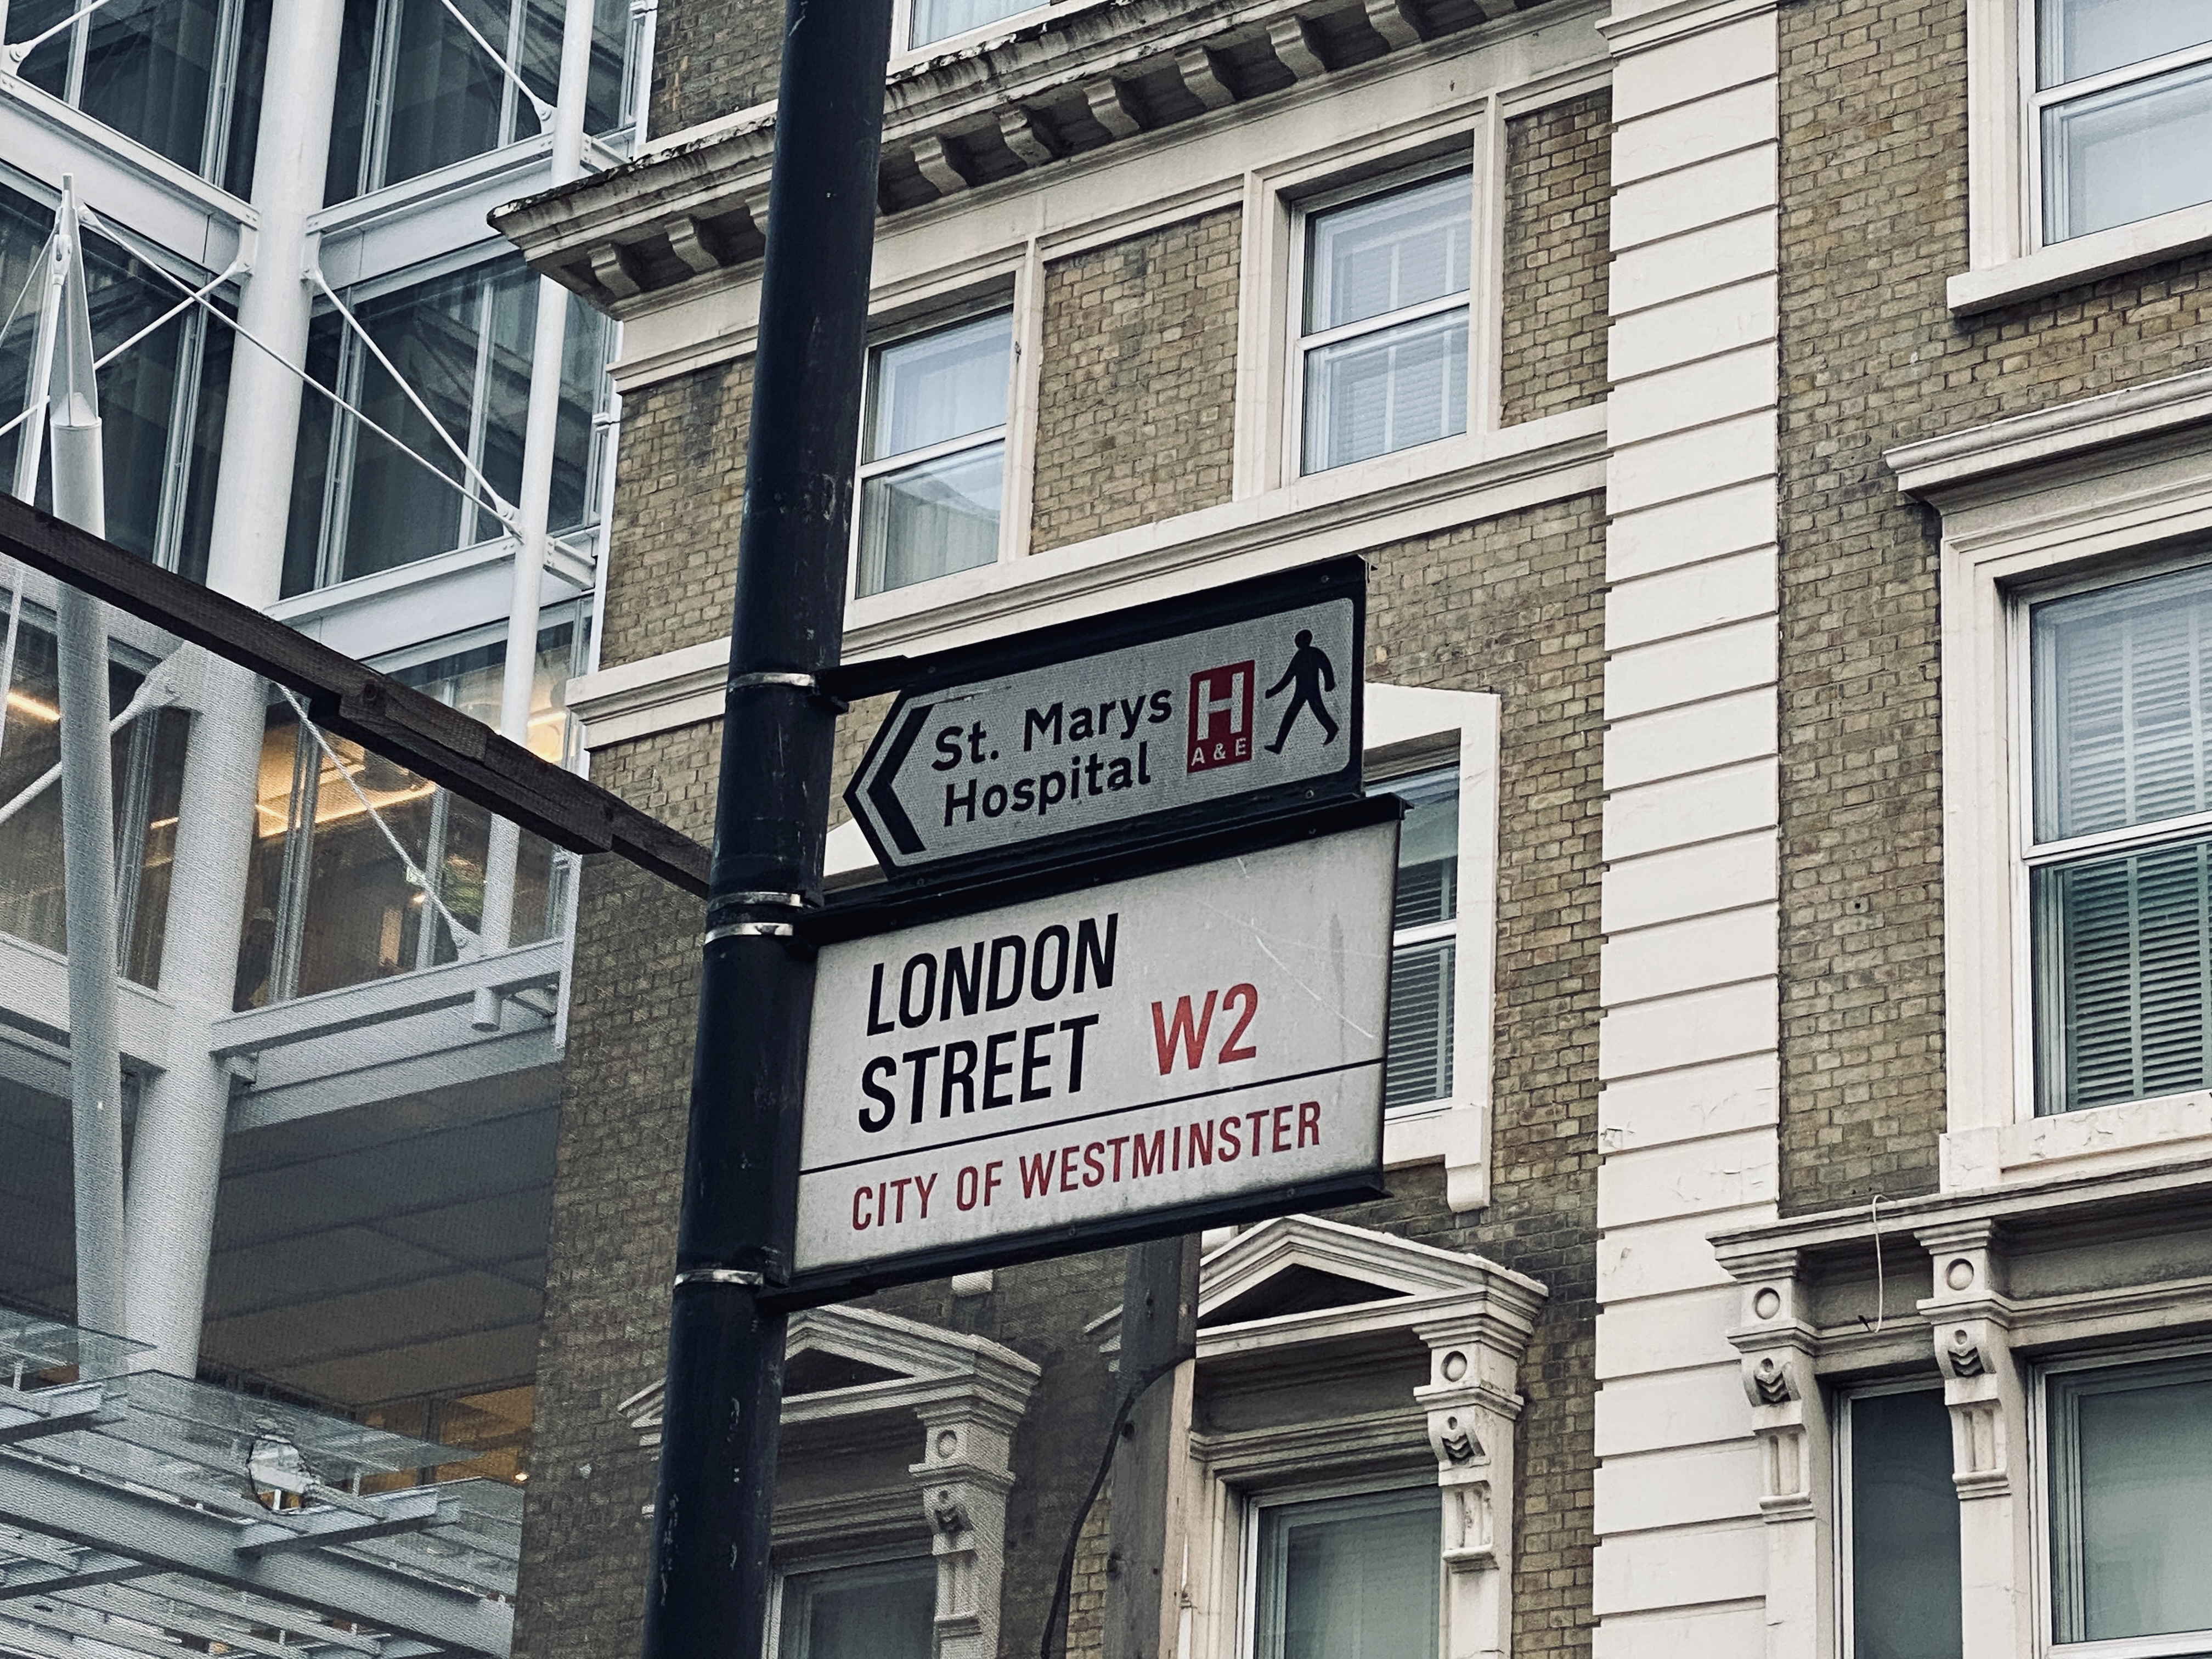 St. Marys
Hospital
H
A & E
LONDON
STREET W2
CITY OF WESTMINSTER